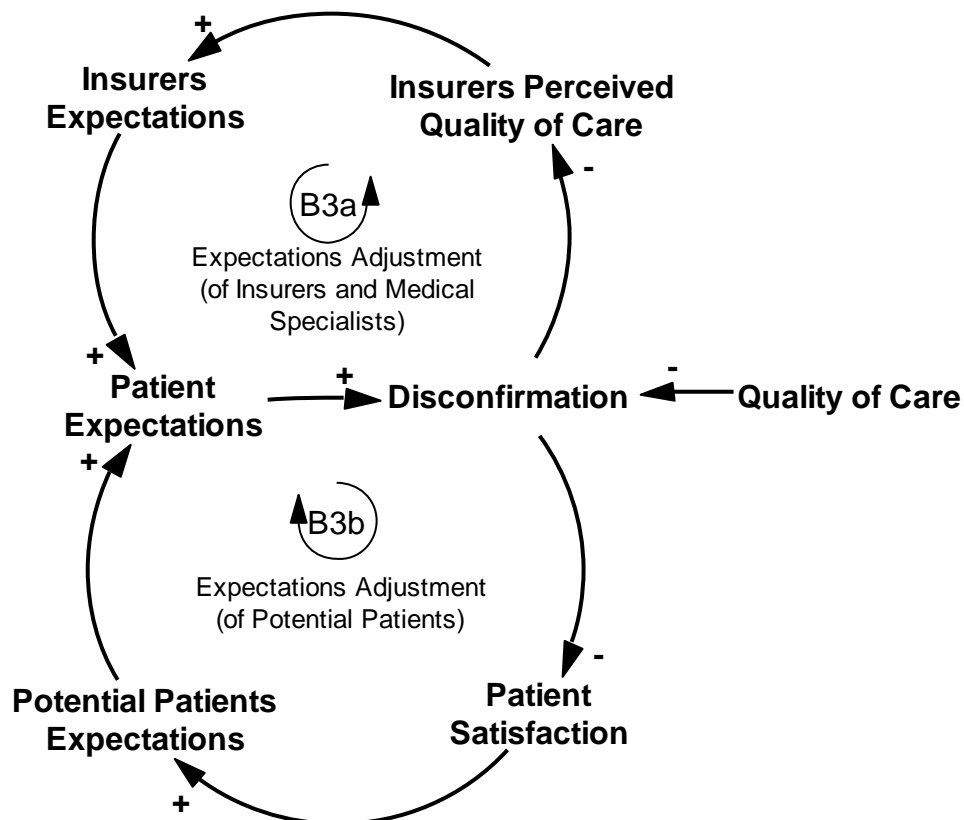 +
Insurers
Expectations
Insurers Perceived
Quality of Care
-
B3a
Expectations Adjustment
(of Insurers and Medical
Specialists)
+
Patient
Expectations
+
+
Disconfirmation
-
Quality of Care
B3b
Expectations Adjustment
(of Potential Patients)
-
Potential Patients
Expectations
Patient
Satisfaction
+